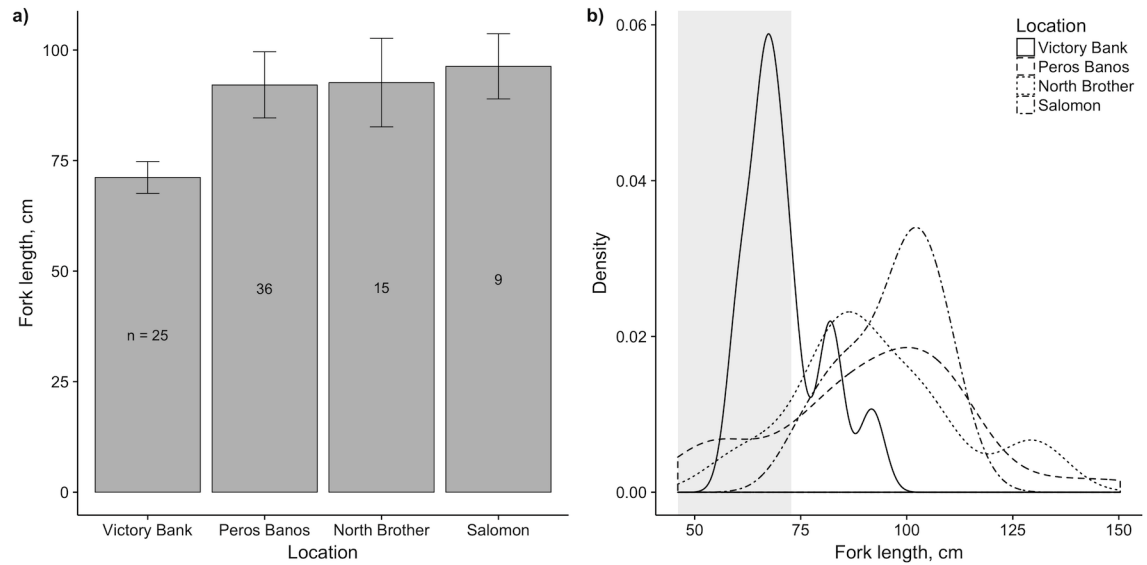 a)
100
75
50
25
0
Fork length, cm
n = 25
36
15
9
Victory Bank
Peros Banos
North Brother
Salomon
Location
b)
0.06
0.04
0.02
0.00
Density
Location
Victory Bank
Peros Banos
North Brother
Salomon
50
75
100
125
150
Fork length, cm